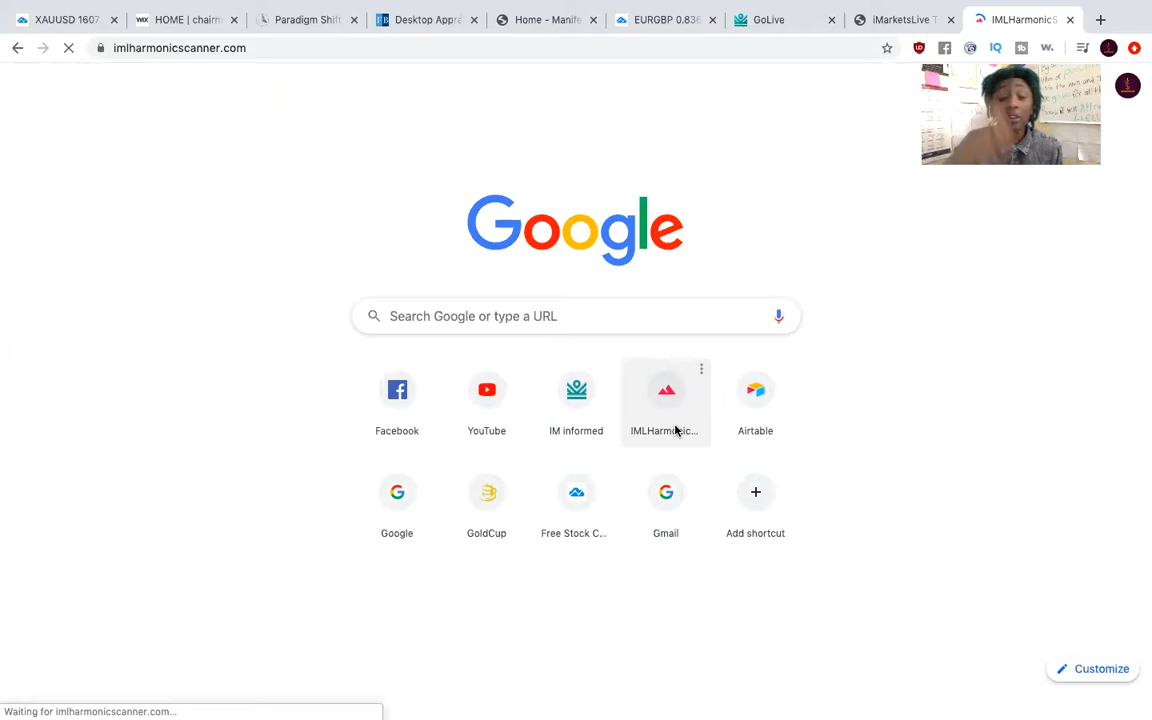 XAUUSD 1607
WIX HOME | chairm
Paradigm Shift
Desktop Appra
Home - Manife
EURGBP 0.836
GoLive
iMarketsLive T
IMLHarmonicS
imlharmonicscanner.com
Google
Search Google or type a URL
Facebook
YouTube
IM informed
IMLHarmonic...
Airtable
Google
GoldCup
Free Stock C...
Gmail
Add shortcut
Customize
Waiting for imlharmonicscanner.com...